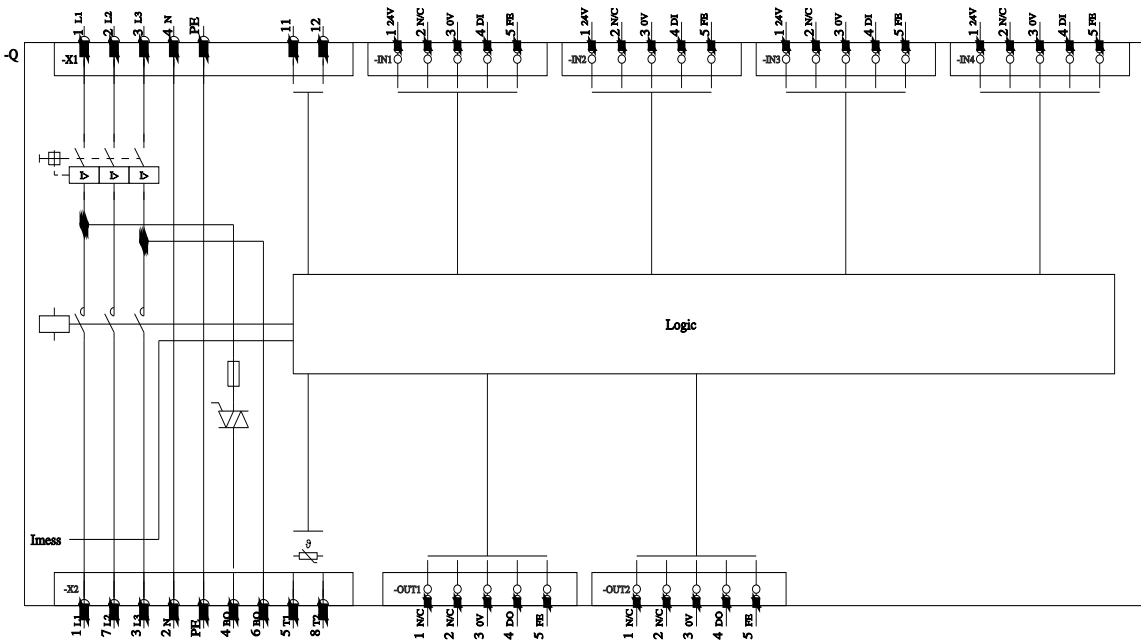 1 L1
2 L2
3 L3
4 N
PE
11
12
1 24V
2 N/C
3 0V
4 DI
5 FE
1 24V
2 N/C
3 0V
4 DI
5 FE
1 24V
2 N/C
3 0V
4 DI
5 FE
1 24V
2 N/C
3 0V
4 DI
5 FE
-Q
-X1
-IN1
-IN2
-IN3
-IN4
Logic
Imess
ϑ
-X2
-OUT1
-OUT2
1 L1
7 L2
3 L3
2 N
PE
4 BO
6 BO
5 T1
8 T2
1 N/C
2 N/C
3 0V
4 DO
5 FE
1 N/C
2 N/C
3 0V
4 DO
5 FE